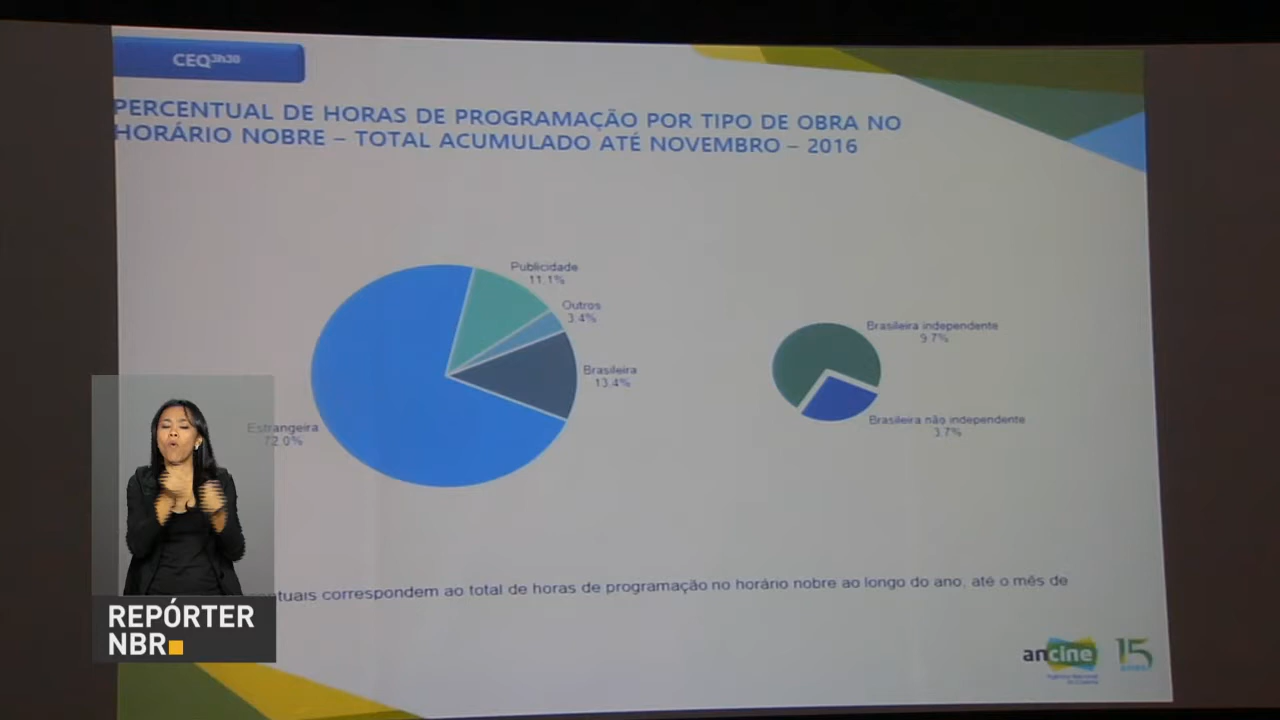 CEQ3h30
PERCENTUAL DE HORAS DE PROGRAMAÇÃO POR TIPO DE OBRA NO
HORÁRIO NOBRE – TOTAL ACUMULADO ATÉ NOVEMBRO – 2016
Publicidade
11.1%
Outros
3.4%
Brasileira
13.4%
Estrangeira
72.0%
Brasileira independente
9.7%
Brasileira não independente
3.7%
correspondem ao total de horas de programação no horário nobre ao longo do ano, até o mês de
REPÓRTER
NBR
ancine
15